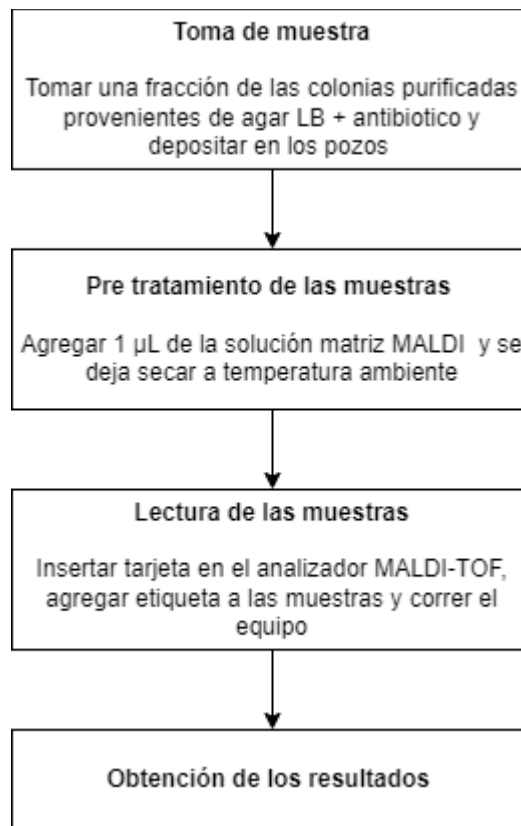 Toma de muestra
Tomar una fracción de las colonias purificadas
provenientes de agar LB + antibiotico y
depositar en los pozos
Pre tratamiento de las muestras
Agregar 1 µL de la solución matriz MALDI y se
deja secar a temperatura ambiente
Lectura de las muestras
Insertar tarjeta en el analizador MALDI-TOF,
agregar etiqueta a las muestras y correr el
equipo
Obtención de los resultados